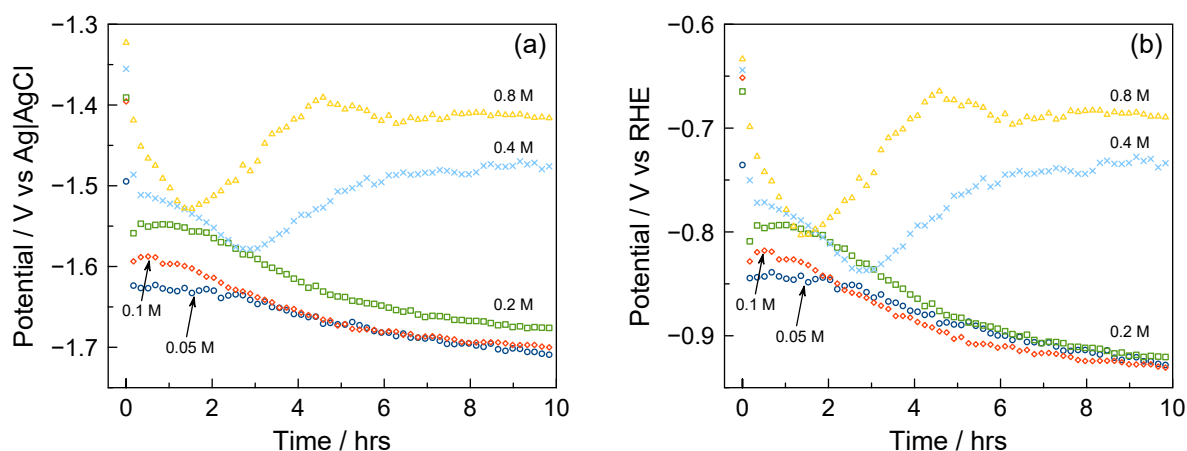 (a)
Potential / V vs Ag|AgCl
−1.3
−1.4
−1.5
−1.6
−1.7
0.8 M
0.4 M
0.2 M
0.1 M
0.05 M
0 2 4 6 8 10
Time / hrs
(b)
Potential / V vs RHE
−0.6
−0.7
−0.8
−0.9
0.8 M
0.4 M
0.2 M
0.1 M
0.05 M
0 2 4 6 8 10
Time / hrs